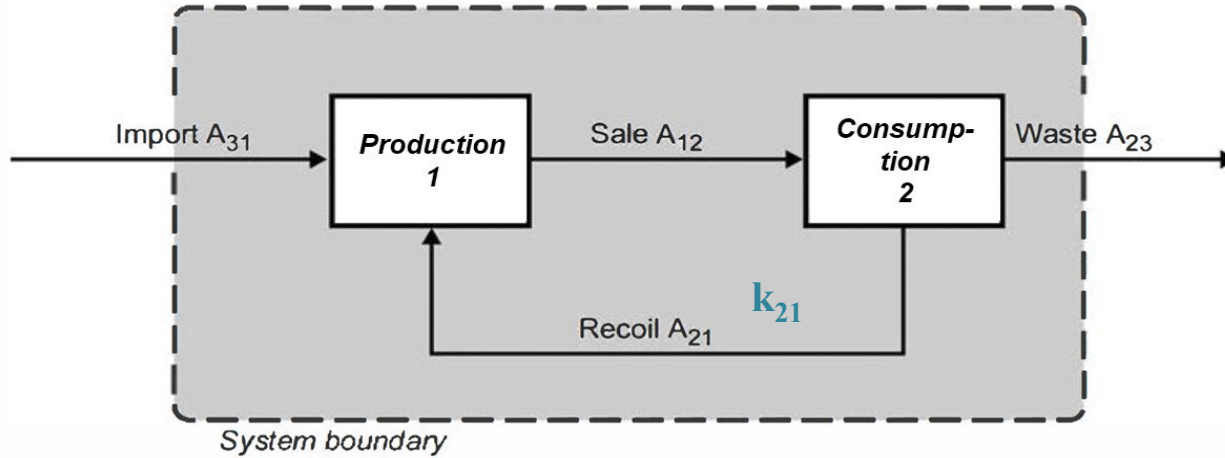 Import A₃₁
Production
1
Sale A₁₂
Consump-
tion
2
Waste A₂₃
k₂₁
Recoil A₂₁
System boundary